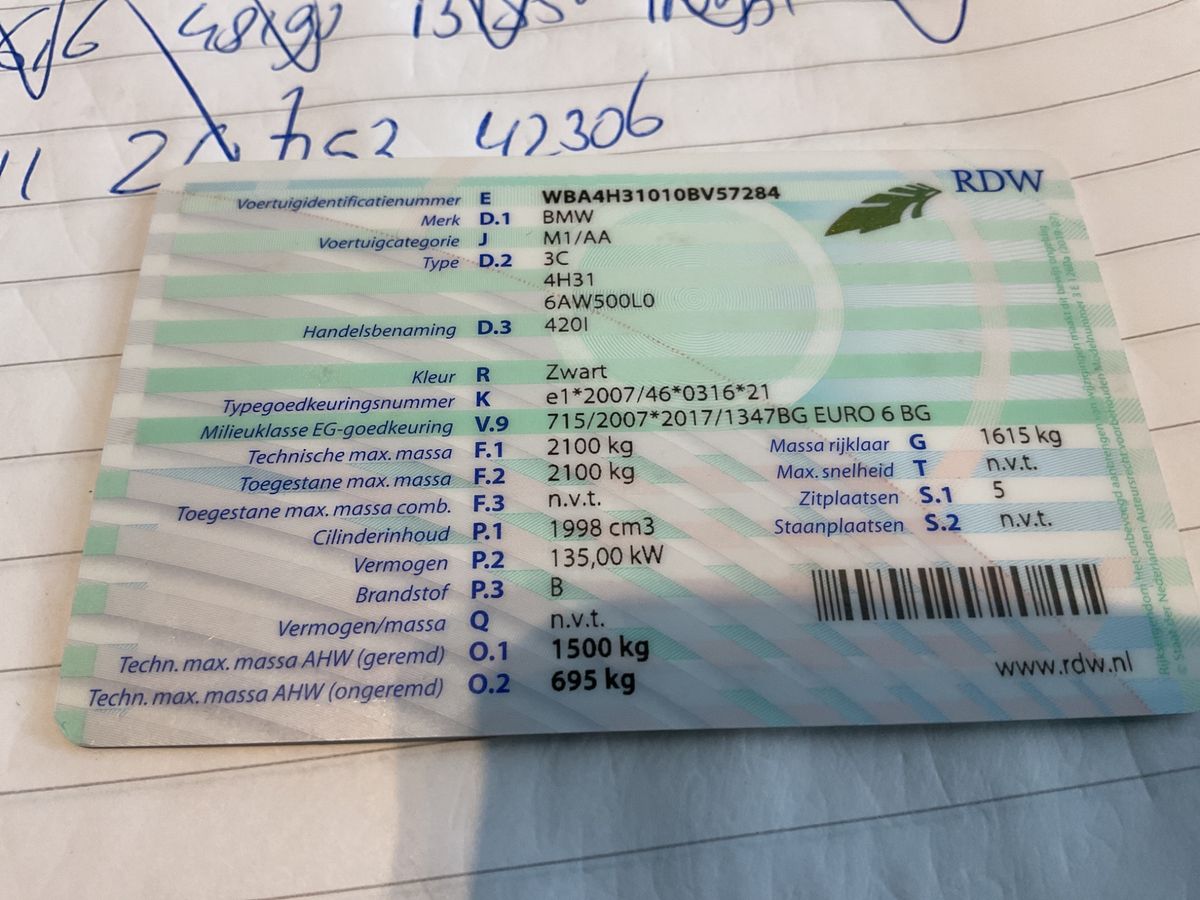 48
42306
RDW
Voertuigidentificatienummer E WBA4H31010BV57284
Merk D.1 BMW
Voertuigcategorie J M1/AA
Type D.2 3C
4H31
6AW500L0
Handelsbenaming D.3 420I
Kleur R Zwart
Typegoedkeuringsnummer K e1*2007/46*0316*21
Milieuklasse EG-goedkeuring V.9 715/2007*2017/1347BG EURO 6 BG
Technische max. massa F.1 2100 kg Massa rijklaar G 1615 kg
Toegestane max. massa F.2 2100 kg Max. snelheid T n.v.t.
Toegestane max. massa comb. F.3 n.v.t. Zitplaatsen S.1 5
Cilinderinhoud P.1 1998 cm3 Staanplaatsen S.2 n.v.t.
Vermogen P.2 135,00 kW
Brandstof P.3 B
Vermogen/massa Q n.v.t.
Techn. max. massa AHW (geremd) O.1 1500 kg
Techn. max. massa AHW (ongeremd) O.2 695 kg
www.rdw.nl